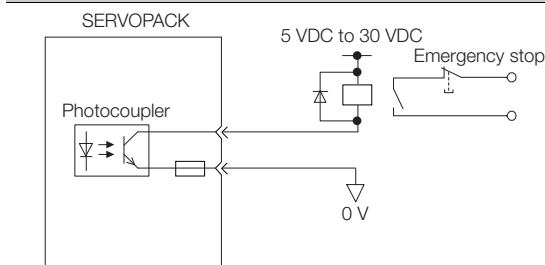 SERVOPACK
5 VDC to 30 VDC
Emergency stop
Photocoupler
0 V